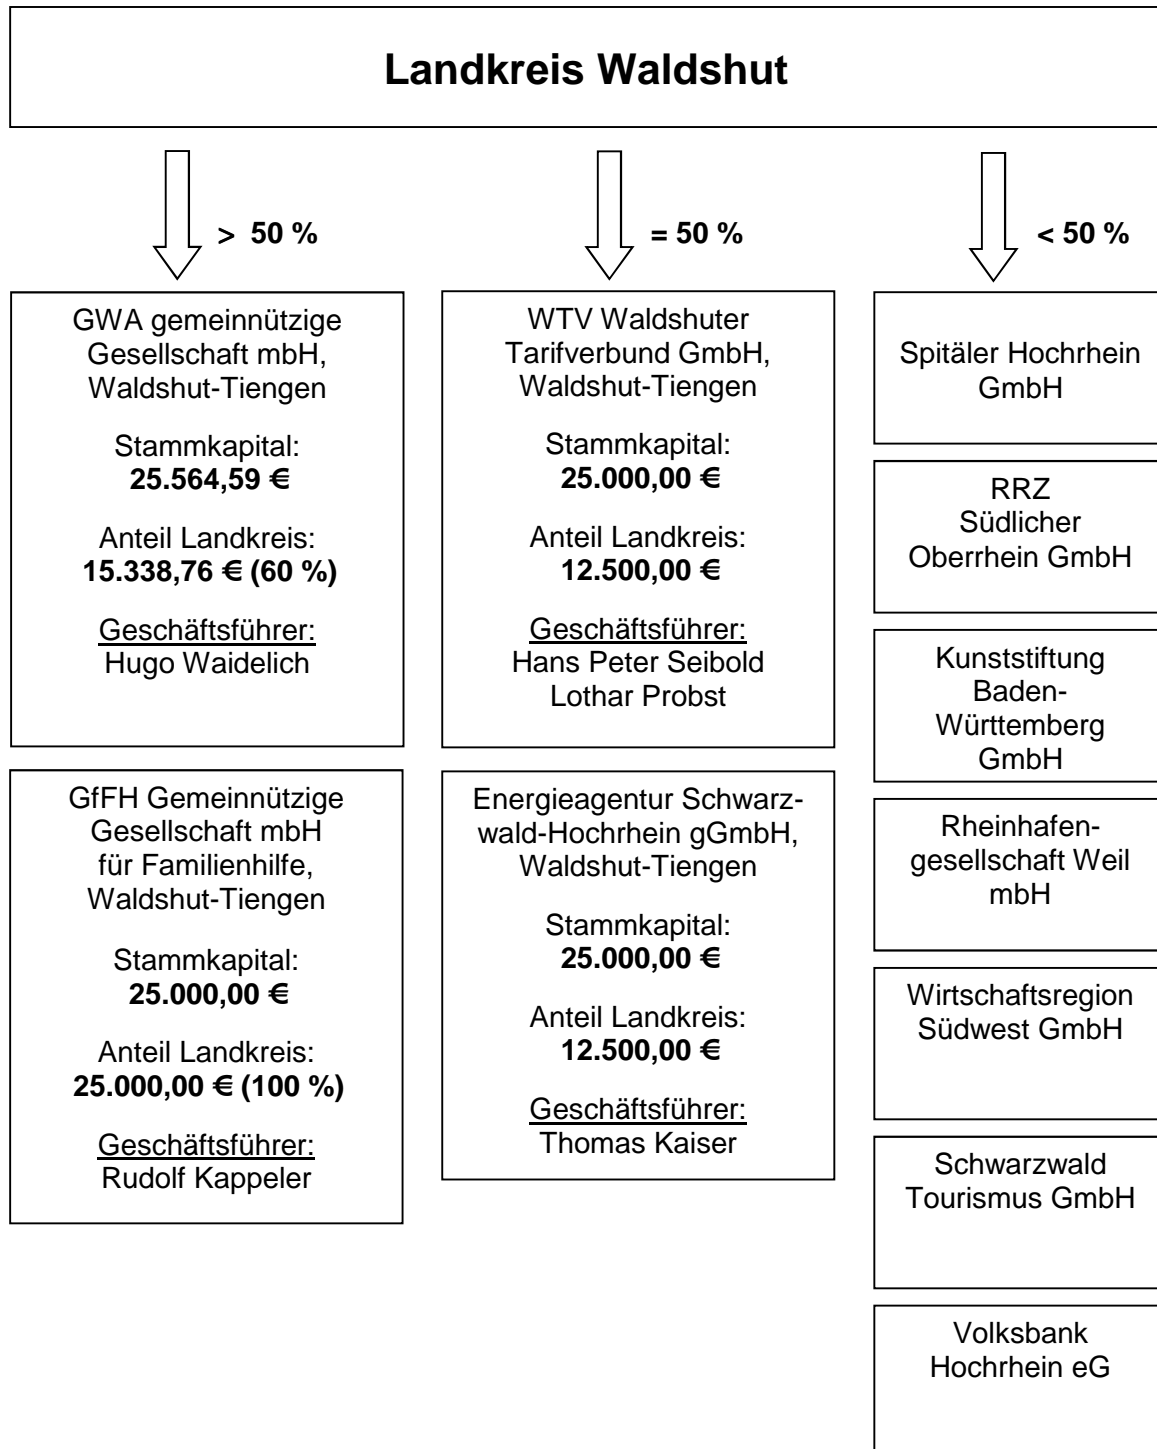 Landkreis Waldshut
> 50 %
= 50 %
< 50 %
GWA gemeinnützige
Gesellschaft mbH,
Waldshut-Tiengen
Stammkapital:
25.564,59 €
Anteil Landkreis:
15.338,76 € (60 %)
Geschäftsführer:
Hugo Waidelich
GfFH Gemeinnützige
Gesellschaft mbH
für Familienhilfe,
Waldshut-Tiengen
Stammkapital:
25.000,00 €
Anteil Landkreis:
25.000,00 € (100 %)
Geschäftsführer:
Rudolf Kappeler
WTV Waldshuter
Tarifverbund GmbH,
Waldshut-Tiengen
Stammkapital:
25.000,00 €
Anteil Landkreis:
12.500,00 €
Geschäftsführer:
Hans Peter Seibold
Lothar Probst
Energieagentur Schwarz-
wald-Hochrhein gGmbH,
Waldshut-Tiengen
Stammkapital:
25.000,00 €
Anteil Landkreis:
12.500,00 €
Geschäftsführer:
Thomas Kaiser
Spitäler Hochrhein
GmbH
RRZ
Südlicher
Oberrhein GmbH
Kunststiftung
Baden-
Württemberg
GmbH
Rheinhafen-
gesellschaft Weil
mbH
Wirtschaftsregion
Südwest GmbH
Schwarzwald
Tourismus GmbH
Volksbank
Hochrhein eG